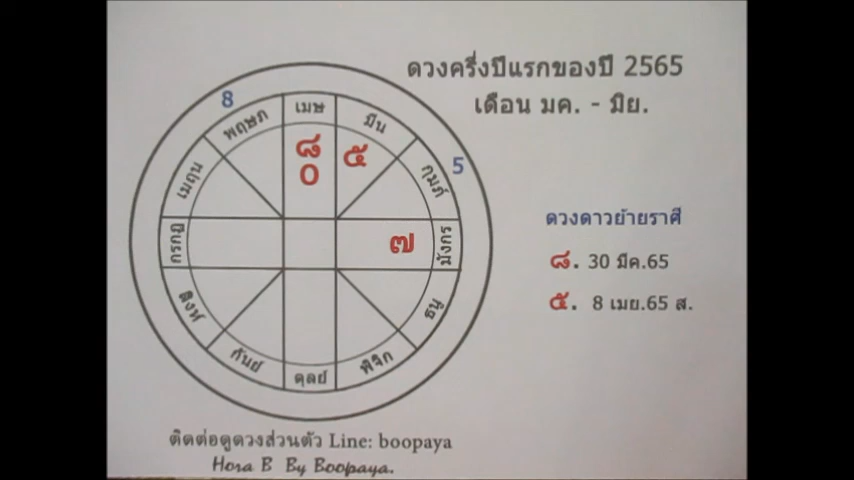 ดวงครึ่งปีแรกของปี 2565
เดือน มค. - มิย.
8
5
เมษ
พฤษภ
เมถุน
กรกฎ
สิงห์
กันย์
ตุลย์
พิจิก
ธนู
มังกร
กุมภ์
มีน
๘
๐
๕
๗
ดวงดาวย้ายราศี
๘. 30 มีค.65
๕. 8 เมย.65 ส.
ติดต่อดูดวงส่วนตัว Line: boopaya
Hora B By Boopaya.